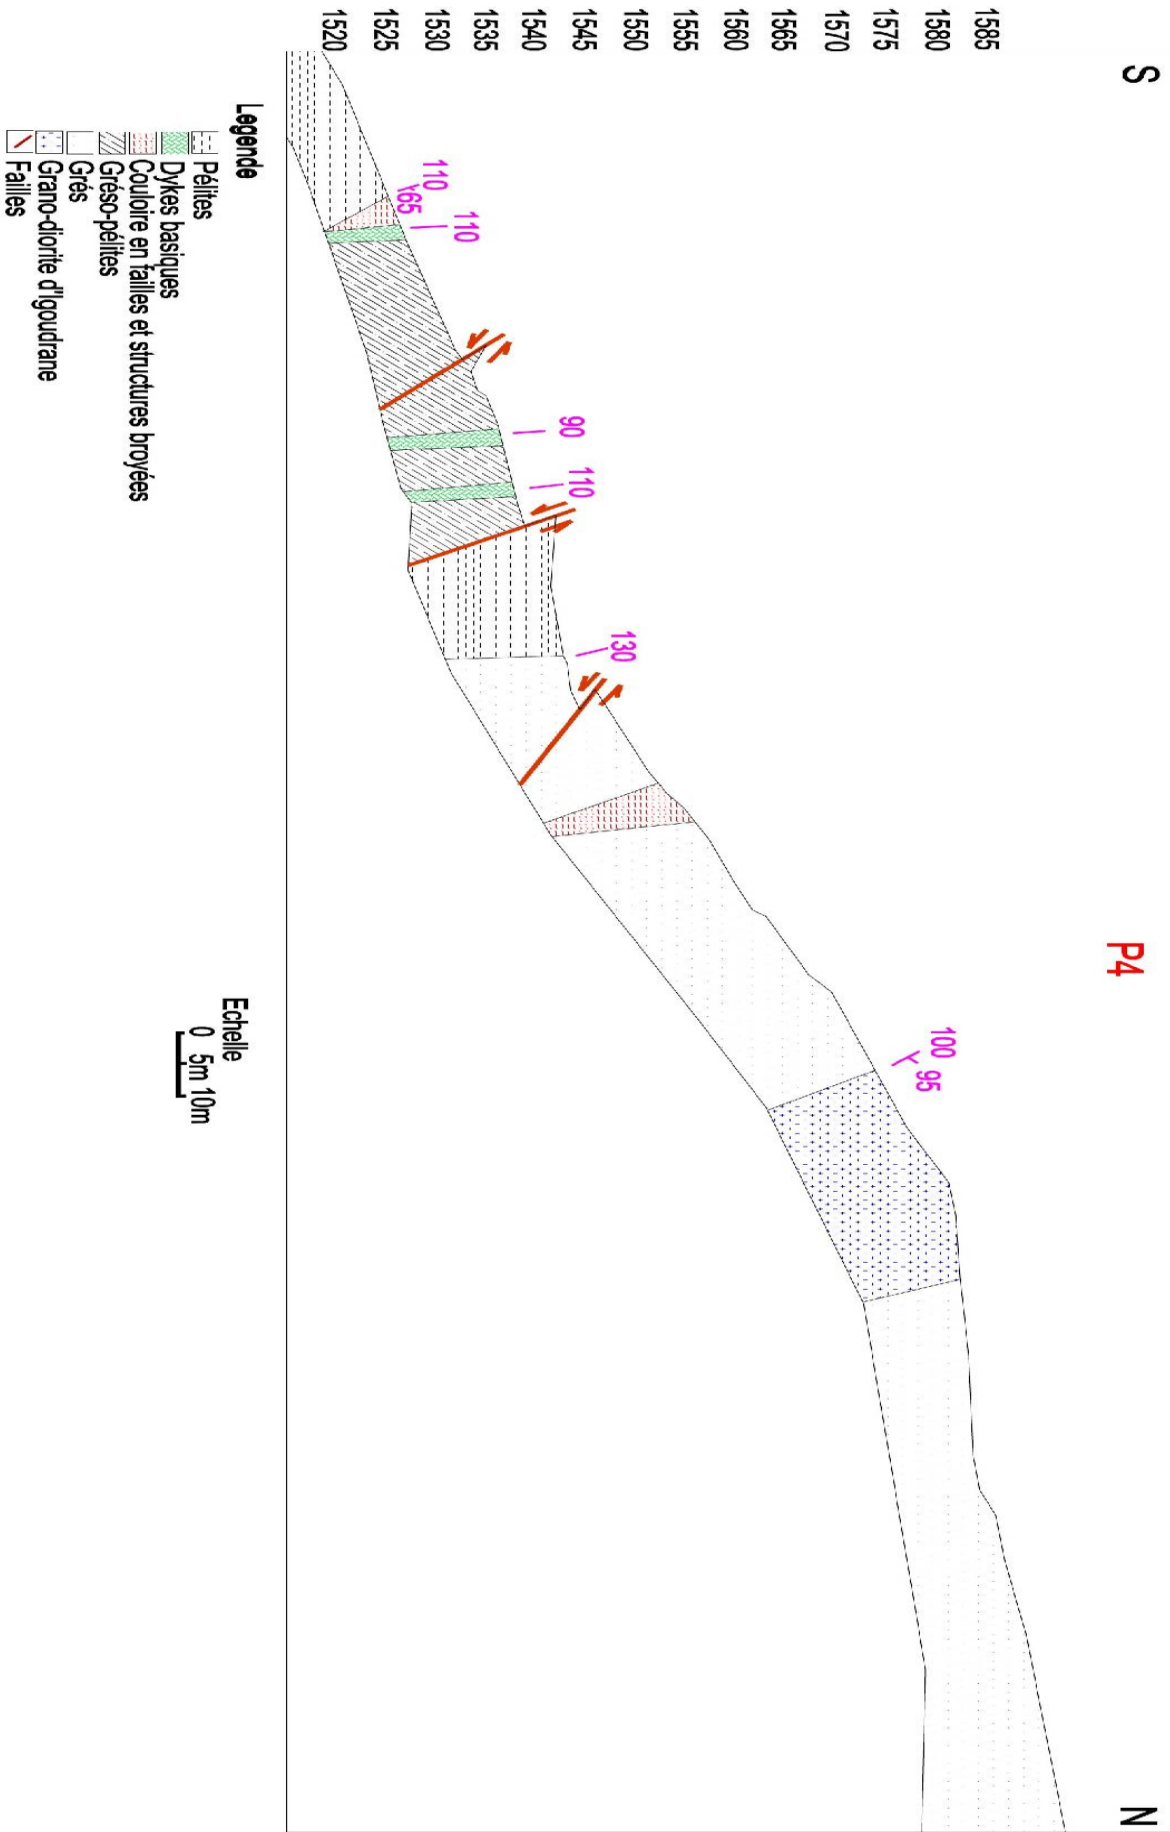 S
P4
N
1585
1580
1575
1570
1565
1560
1555
1550
1545
1540
1535
1530
1525
1520
110
65
110
90
110
130
100
95
Legende
Pélites
Dykes basiques
Couloire en failles et structures broyées
Gréso-pélites
Grés
Grano-diorite d'Igoudrane
Failles
Echelle
0 5m 10m